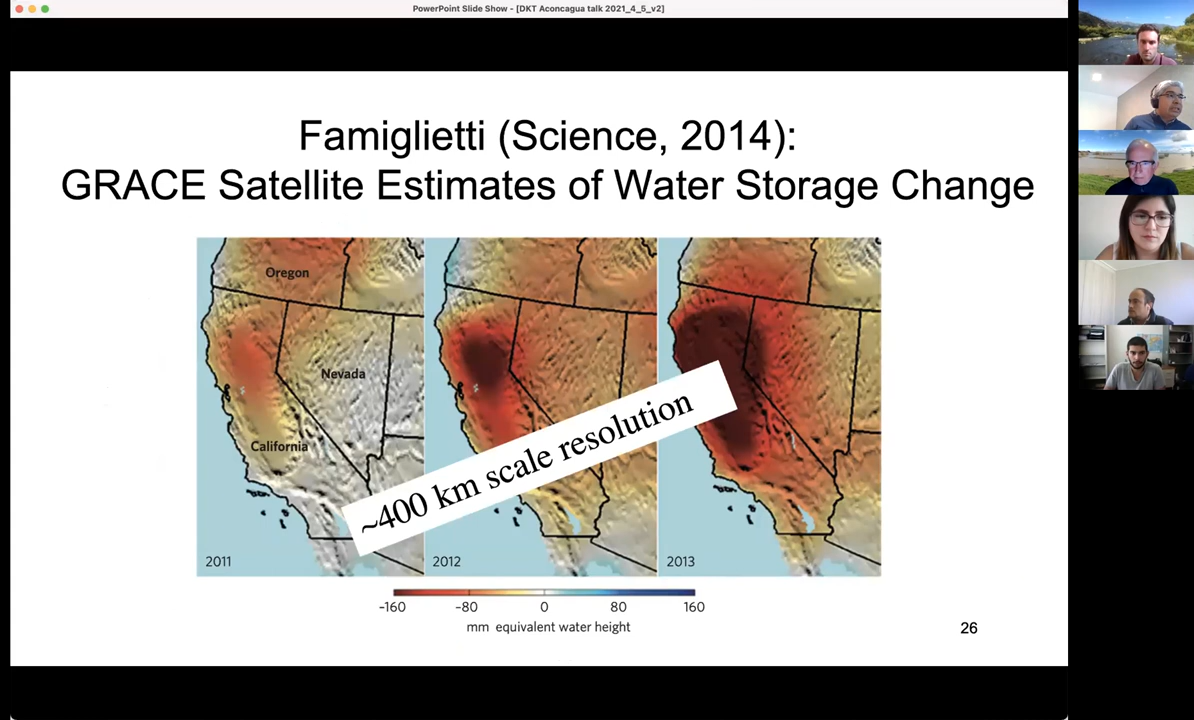 PowerPoint Slide Show - [DKT Aconcagua talk 2021_4_5_v2]
Famiglietti (Science, 2014):
GRACE Satellite Estimates of Water Storage Change
Oregon
Nevada
California
~400 km scale resolution
2011
2012
2013
-160 -80 0 80 160
mm equivalent water height
26